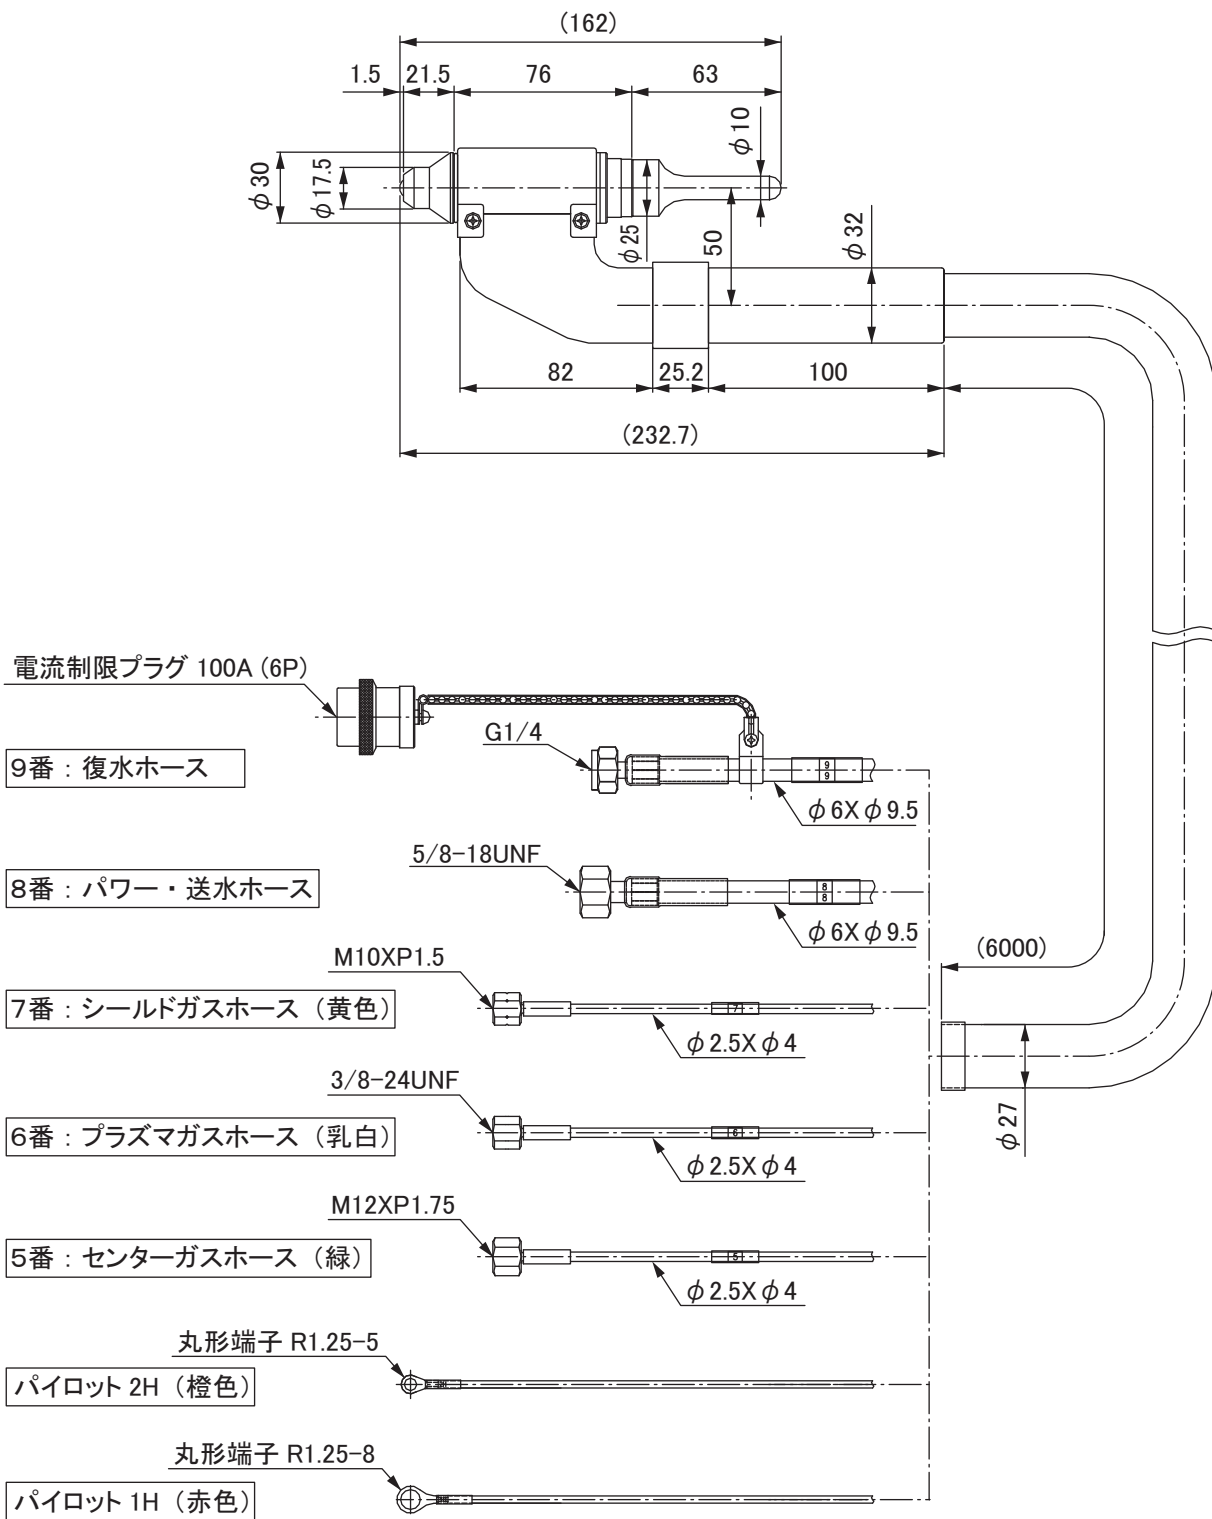 (162)
1.5 21.5 76 63
φ10
φ30
φ17.5
φ25
50
φ32
82 25.2 100
(232.7)
電流制限プラグ 100A (6P)
G1/4
9番：復水ホース
9
9
φ6Xφ9.5
5/8-18UNF
8番：パワー・送水ホース
8
8
φ6Xφ9.5
(6000)
M10XP1.5
7番：シールドガスホース（黄色）
7
φ2.5Xφ4
3/8-24UNF
6番：プラズマガスホース（乳白）
6
φ2.5Xφ4
φ27
M12XP1.75
5番：センターガスホース（緑）
5
φ2.5Xφ4
丸形端子 R1.25-5
パイロット 2H（橙色）
丸形端子 R1.25-8
パイロット 1H（赤色）